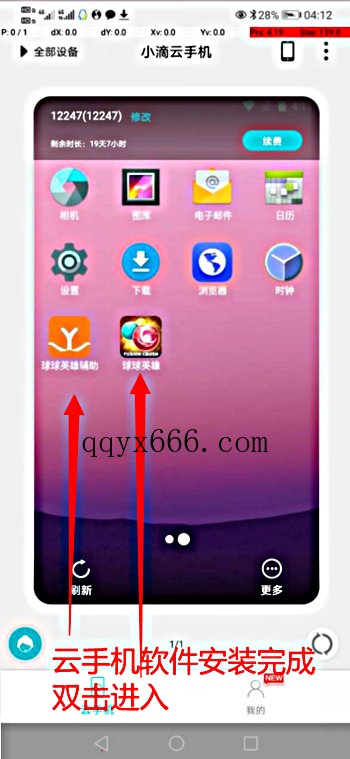 28% 04:12
P: 0 / 1 dX: 0.0 dY: 0.0 Xv: 0.0 Yv: 0.0 Prs: 4.19 Size: 159.0
全部设备 小滴云手机
12247(12247) 修改
剩余时长：19天7小时 续费
相机 图库 电子邮件 日历
设置 下载 浏览器 时钟
FUSION CRUSH
球球英雄辅助 球球英雄
qqyx666.com
刷新 更多
1/1
云手机软件安装完成
双击进入
NEW
云手机 我的